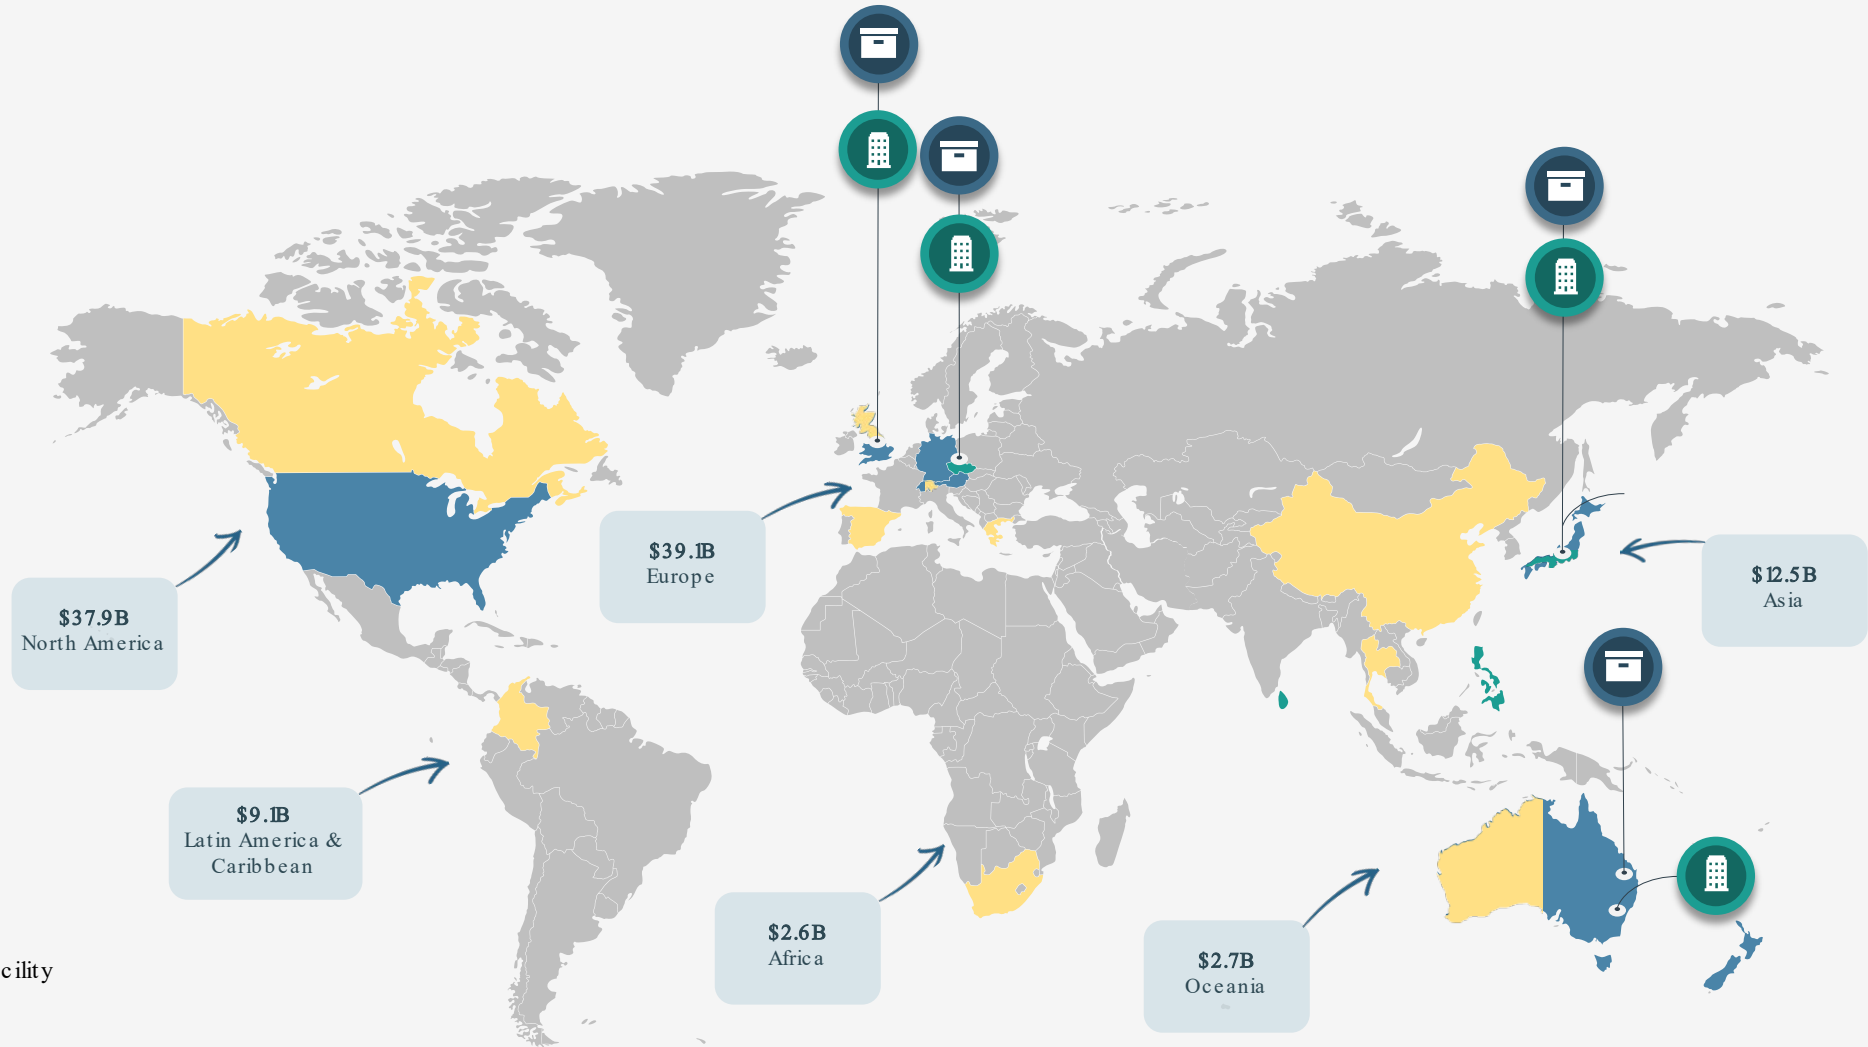 $39.1B
Europe
$12.5B
Asia
$37.9B
North America
$9.1B
Latin America &
Caribbean
$2.6B
Africa
$2.7B
Oceania
cility